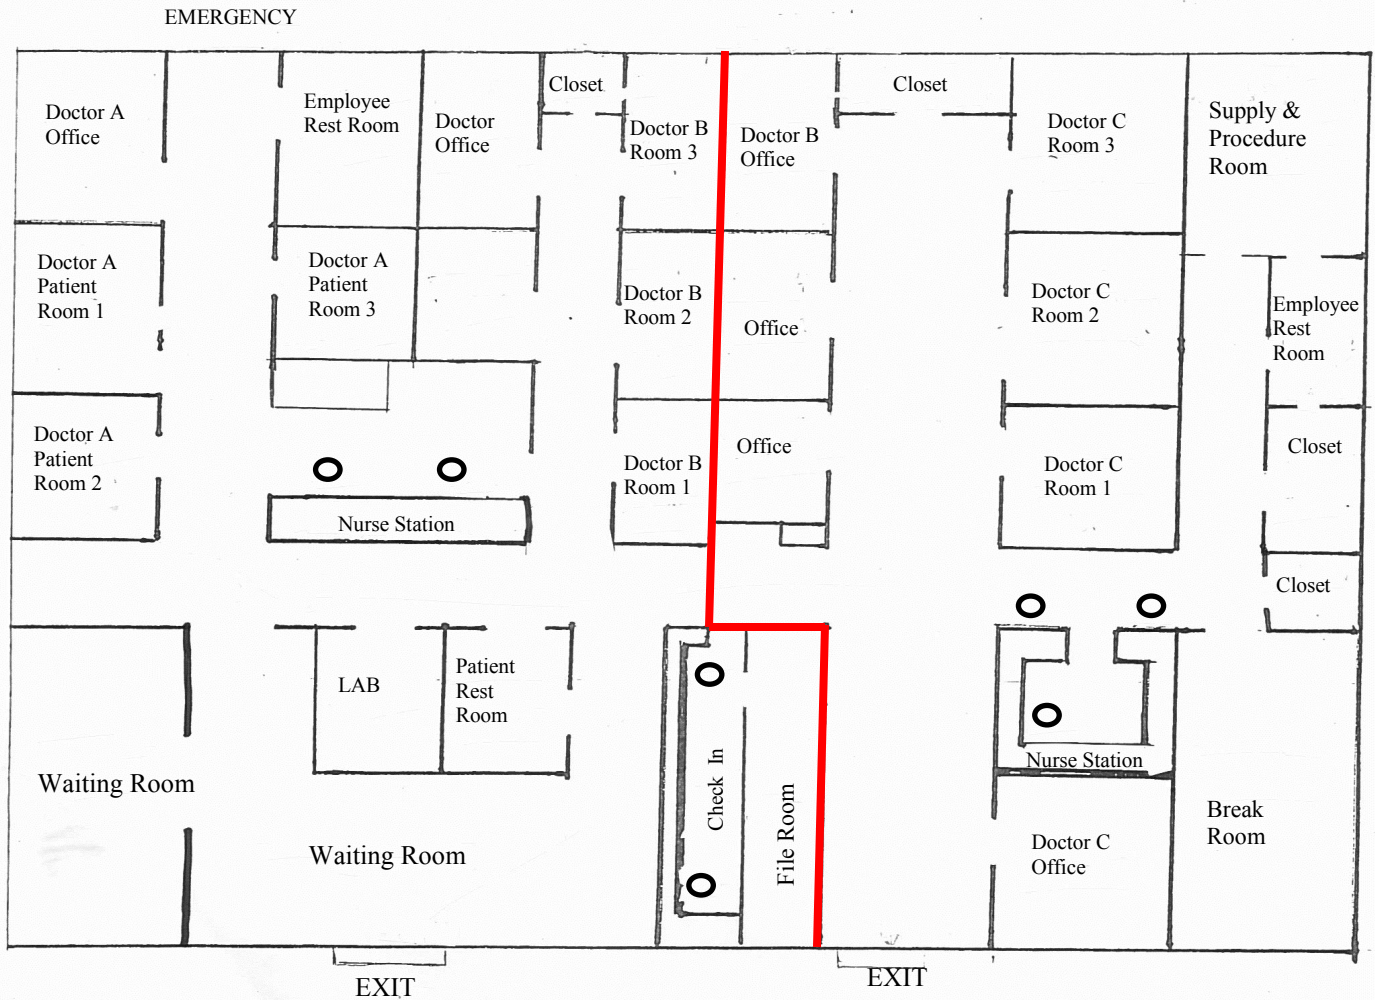 EMERGENCY
Doctor A
Office
Employee
Rest Room
Doctor
Office
Closet
Doctor B
Room 3
Doctor B
Office
Closet
Doctor C
Room 3
Supply &
Procedure
Room
Doctor A
Patient
Room 1
Doctor A
Patient
Room 3
Doctor B
Room 2
Office
Doctor C
Room 2
Employee
Rest
Room
Doctor A
Patient
Room 2
Nurse Station
Doctor B
Room 1
Office
Doctor C
Room 1
Closet
Closet
LAB
Patient
Rest
Room
Waiting Room
Waiting Room
Check In
File Room
Nurse Station
Doctor C
Office
Break
Room
EXIT
EXIT